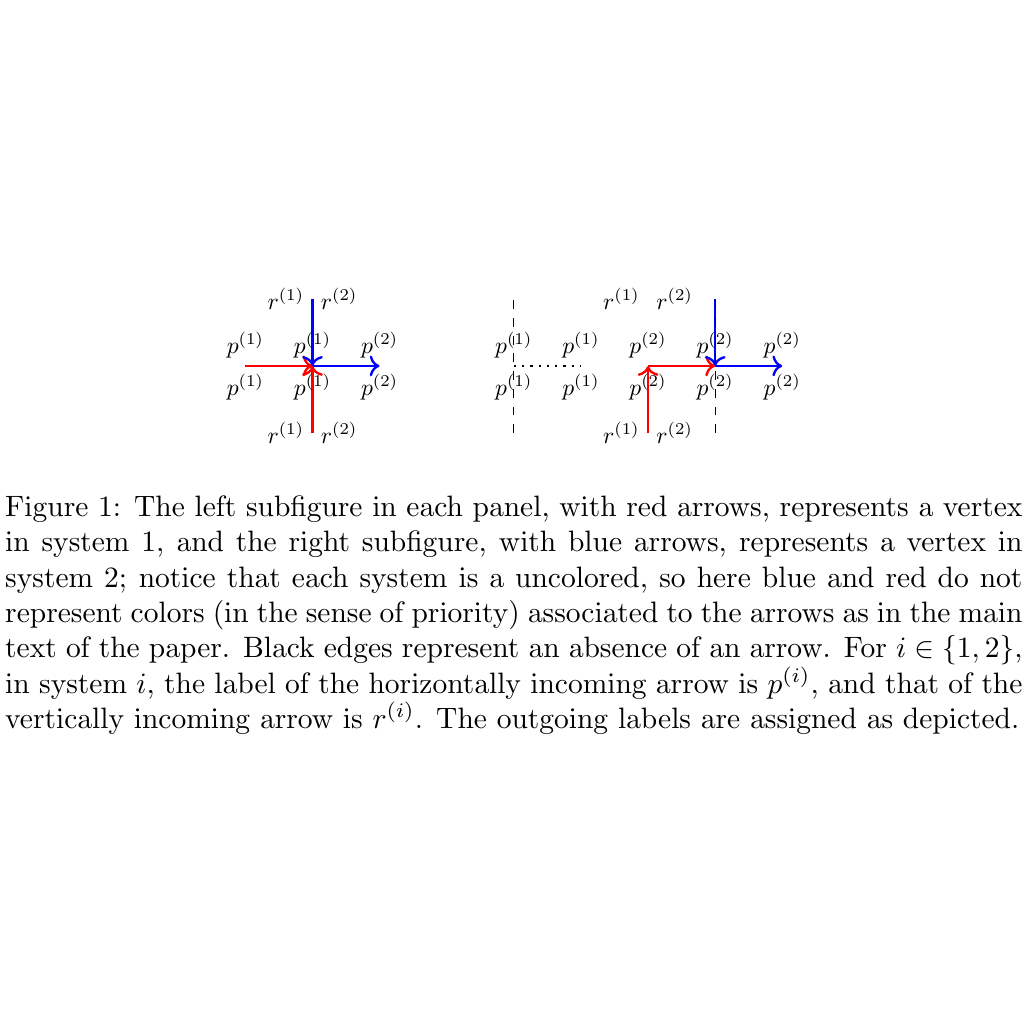 r^{(1)} r^{(2)} r^{(1)} r^{(2)}
p^{(1)} p^{(1)} p^{(2)} p^{(1)} p^{(1)} p^{(2)} p^{(2)} p^{(2)}
p^{(1)} p^{(1)} p^{(2)} p^{(1)} p^{(1)} p^{(2)} p^{(2)} p^{(2)}
r^{(1)} r^{(2)} r^{(1)} r^{(2)}
Figure 1: The left subfigure in each panel, with red arrows, represents a vertex
in system 1, and the right subfigure, with blue arrows, represents a vertex in
system 2; notice that each system is a uncolored, so here blue and red do not
represent colors (in the sense of priority) associated to the arrows as in the main
text of the paper. Black edges represent an absence of an arrow. For i ∈ {1, 2},
in system i, the label of the horizontally incoming arrow is p^{(i)}, and that of the
vertically incoming arrow is r^{(i)}. The outgoing labels are assigned as depicted.